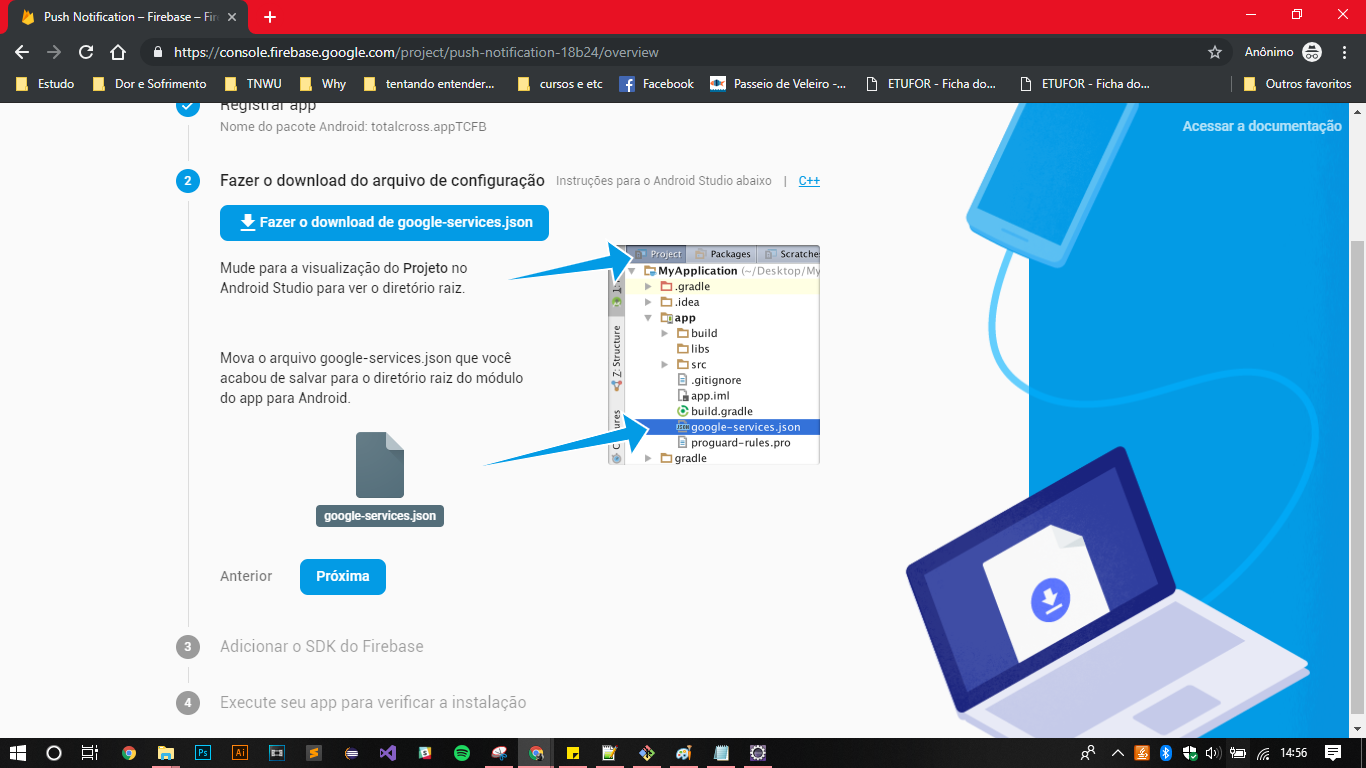 Push Notification – Firebase – Fir
https://console.firebase.google.com/project/push-notification-18b24/overview
Anônimo
Estudo
Dor e Sofrimento
TNWU
Why
tentando entender...
cursos e etc
Facebook
Passeio de Veleiro -...
ETUFOR - Ficha do...
ETUFOR - Ficha do...
Outros favoritos
Registrar app
Nome do pacote Android: totalcross.appTCFB
Acessar a documentação
2
Fazer o download do arquivo de configuração
Instruções para o Android Studio abaixo | C++
Fazer o download de google-services.json
Mude para a visualização do Projeto no
Android Studio para ver o diretório raiz.
Mova o arquivo google-services.json que você
acabou de salvar para o diretório raiz do módulo
do app para Android.
google-services.json
Project
Packages
Scratches
MyApplication (~/Desktop/My
.gradle
.idea
app
build
libs
src
.gitignore
app.iml
build.gradle
google-services.json
proguard-rules.pro
gradle
Z: Structure
Anterior
Próxima
3
Adicionar o SDK do Firebase
4
Execute seu app para verificar a instalação
Ps
Ai
14:56